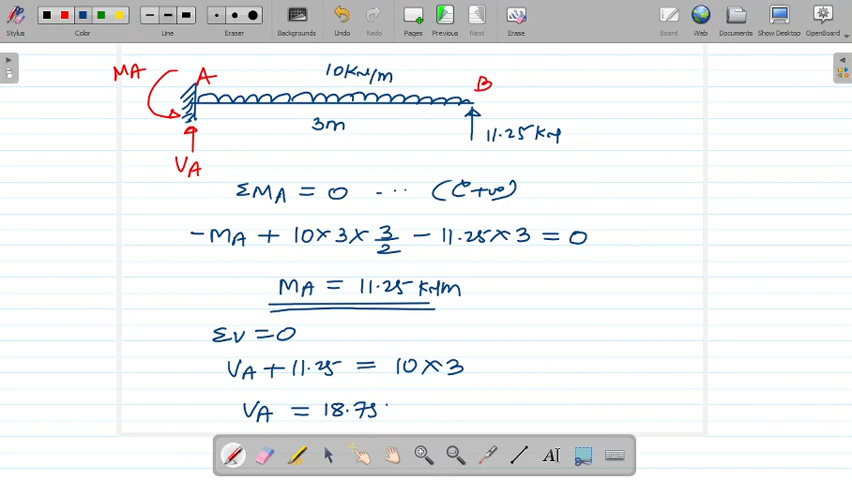 Stylus
Color
Line
Eraser
Backgrounds
Undo
Redo
Pages
Previous
Next
Erase
Board
Web
Documents
Show Desktop
OpenBoard
MA
A
10KN/m
B
3m
11.25 KN
VA
ΣMA = 0 --- (↻+ve)
-MA + 10×3×3/2 - 11.25×3 = 0
MA = 11.25 KNm
ΣV = 0
VA + 11.25 = 10×3
VA = 18.75